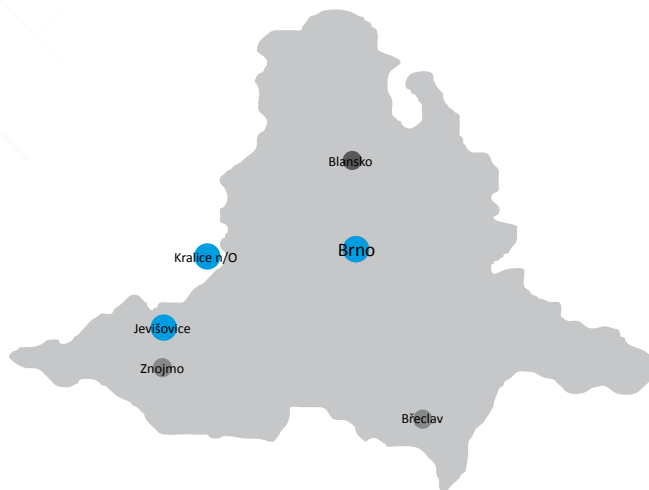 Blansko
Brno
Kralice n/O
Jevišovice
Znojmo
Břeclav